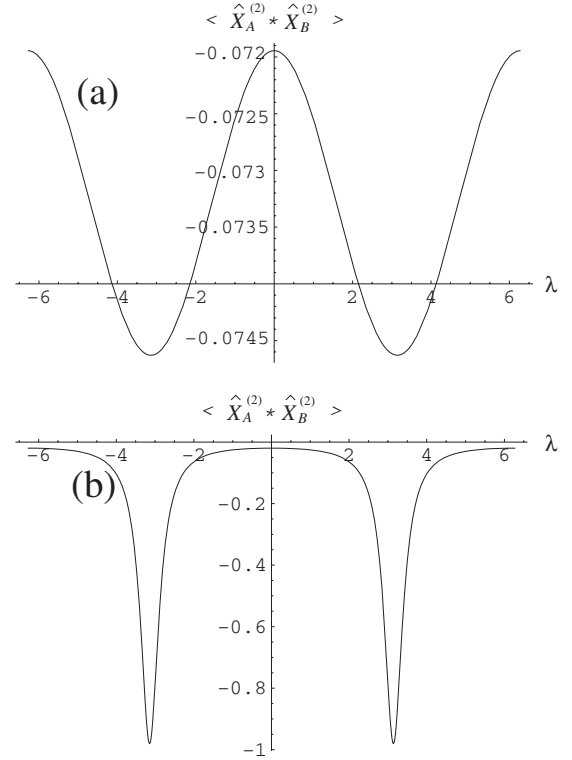 < X̂_A^(2) * X̂_B^(2) >
-0.072
(a)
-0.0725
-0.073
-0.0735
-6 -4 -2 2 4 6 λ
-0.0745
< X̂_A^(2) * X̂_B^(2) >
-6 -4 -2 2 4 6 λ
(b)
-0.2
-0.4
-0.6
-0.8
-1